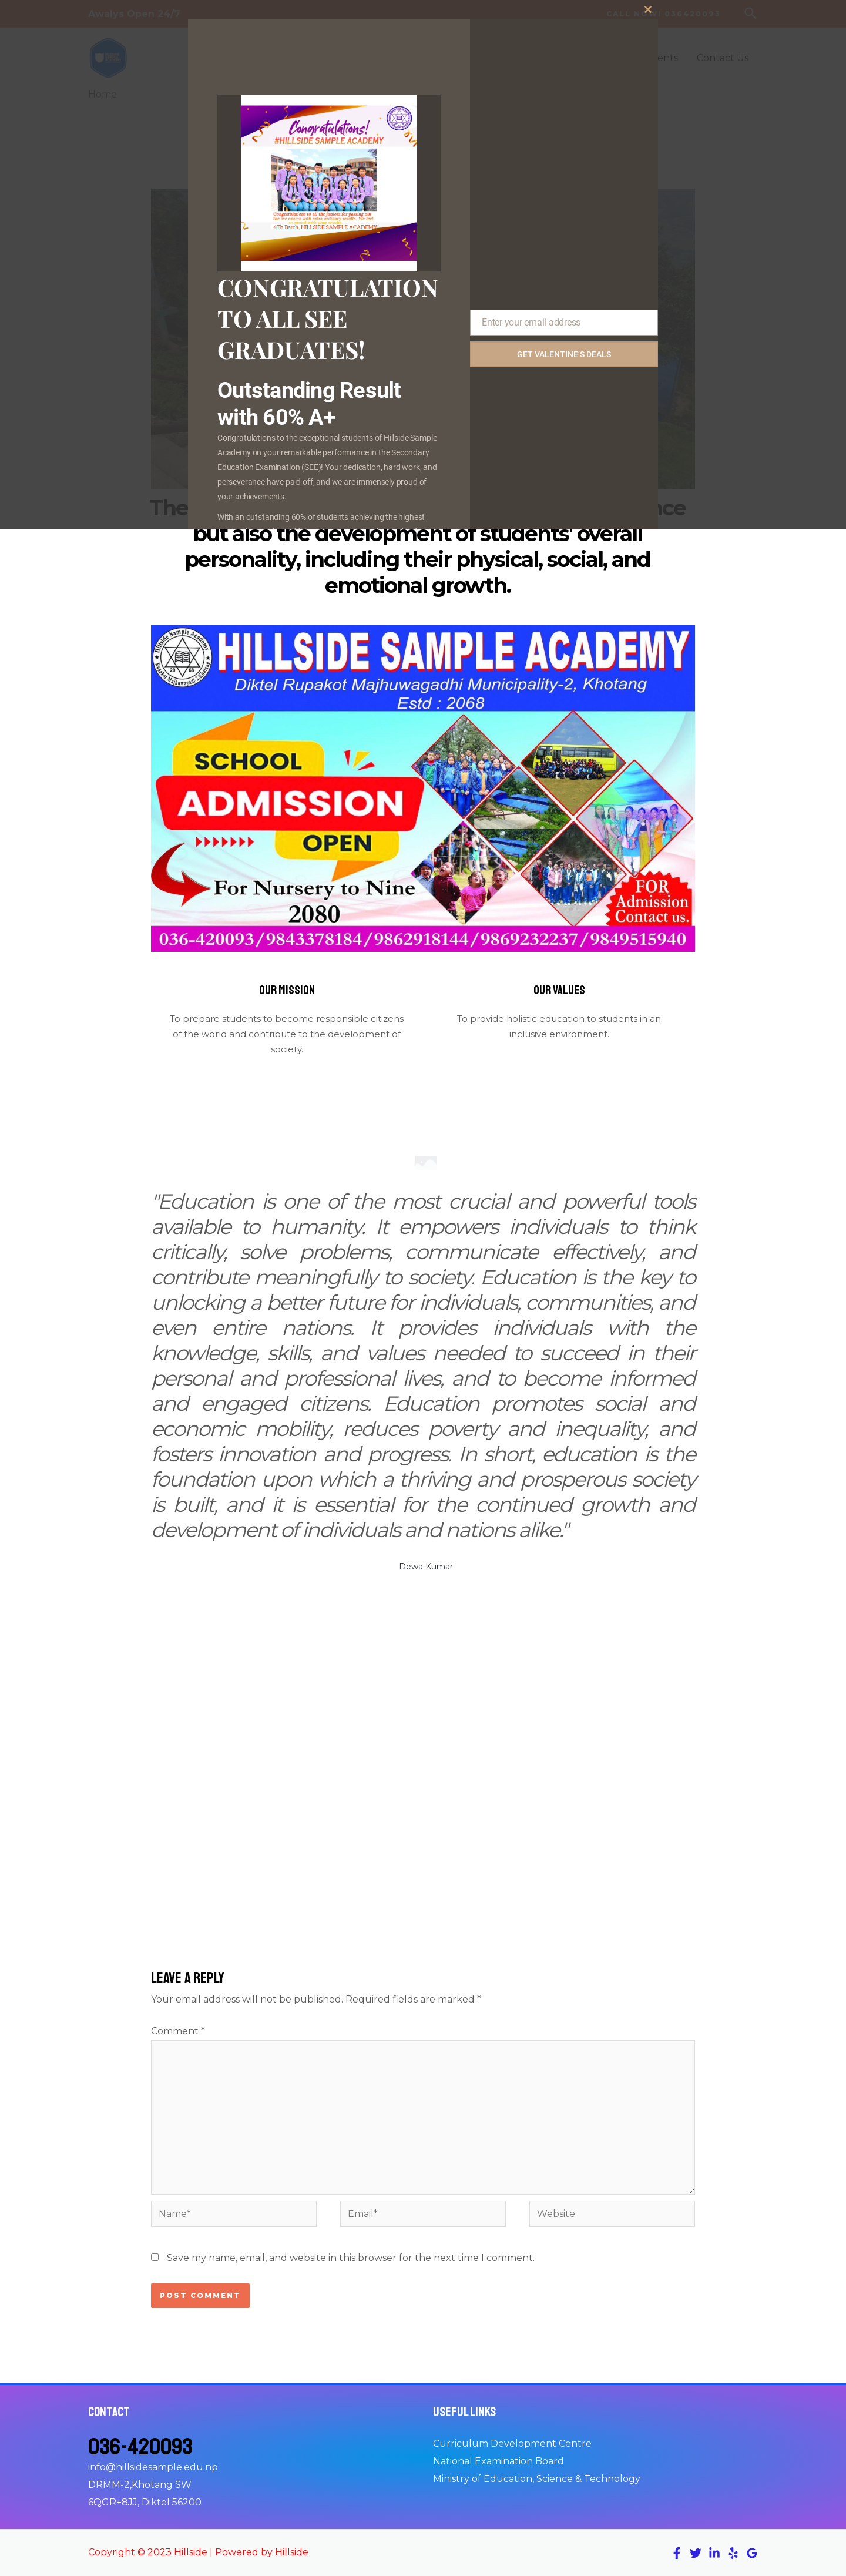 Awalys Open 24/7
Contact Us
Home
Congratulations!
#HILLSIDE SAMPLE ACADEMY
CONGRATULATION
TO ALL SEE
GRADUATES!
Outstanding Result
with 60% A+
Congratulations to the exceptional students of Hillside Sample
Academy on your remarkable performance in the Secondary
Education Examination (SEE)! Your dedication, hard work, and
perseverance have paid off, and we are immensely proud of
your achievements.
With an outstanding 60% of students achieving the highest
Enter your email address
GET VALENTINE'S DEALS
but also the development of students' overall
personality, including their physical, social, and
emotional growth.
HILLSIDE SAMPLE ACADEMY
Diktel Rupakot Majhuwagadhi Municipality-2, Khotang
Estd : 2068
SCHOOL
ADMISSION
OPEN
For Nursery to Nine
2080
FOR
Admission
Contact us.
036-420093/9843378184/9862918144/9869232237/9849515940
OUR MISSION
To prepare students to become responsible citizens
of the world and contribute to the development of
society.
OUR VALUES
To provide holistic education to students in an
inclusive environment.
"Education is one of the most crucial and powerful tools
available to humanity. It empowers individuals to think
critically, solve problems, communicate effectively, and
contribute meaningfully to society. Education is the key to
unlocking a better future for individuals, communities, and
even entire nations. It provides individuals with the
knowledge, skills, and values needed to succeed in their
personal and professional lives, and to become informed
and engaged citizens. Education promotes social and
economic mobility, reduces poverty and inequality, and
fosters innovation and progress. In short, education is the
foundation upon which a thriving and prosperous society
is built, and it is essential for the continued growth and
development of individuals and nations alike."
Dewa Kumar
LEAVE A REPLY
Your email address will not be published. Required fields are marked *
Comment *
Name*
Email*
Website
Save my name, email, and website in this browser for the next time I comment.
POST COMMENT
CONTACT
036-420093
info@hillsidesample.edu.np
DRMM-2,Khotang SW
6QGR+8JJ, Diktel 56200
USEFUL LINKS
Curriculum Development Centre
National Examination Board
Ministry of Education, Science & Technology
Copyright © 2023 Hillside | Powered by Hillside